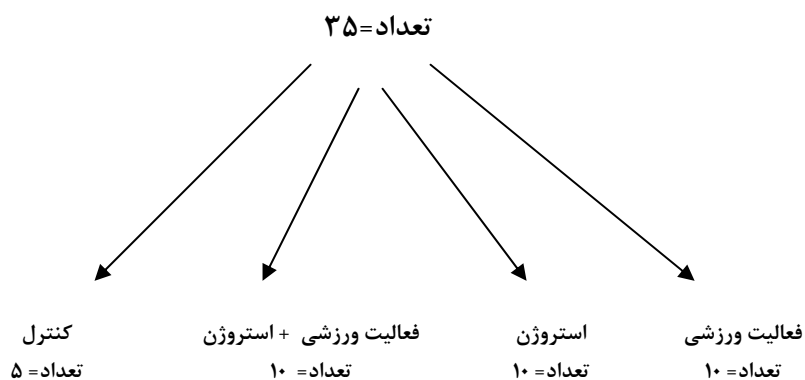 تعداد=۳۵
فعالیت ورزشی
تعداد= ۱۰
استروژن
تعداد= ۱۰
فعالیت ورزشی + استروژن
تعداد= ۱۰
کنترل
تعداد= ۵